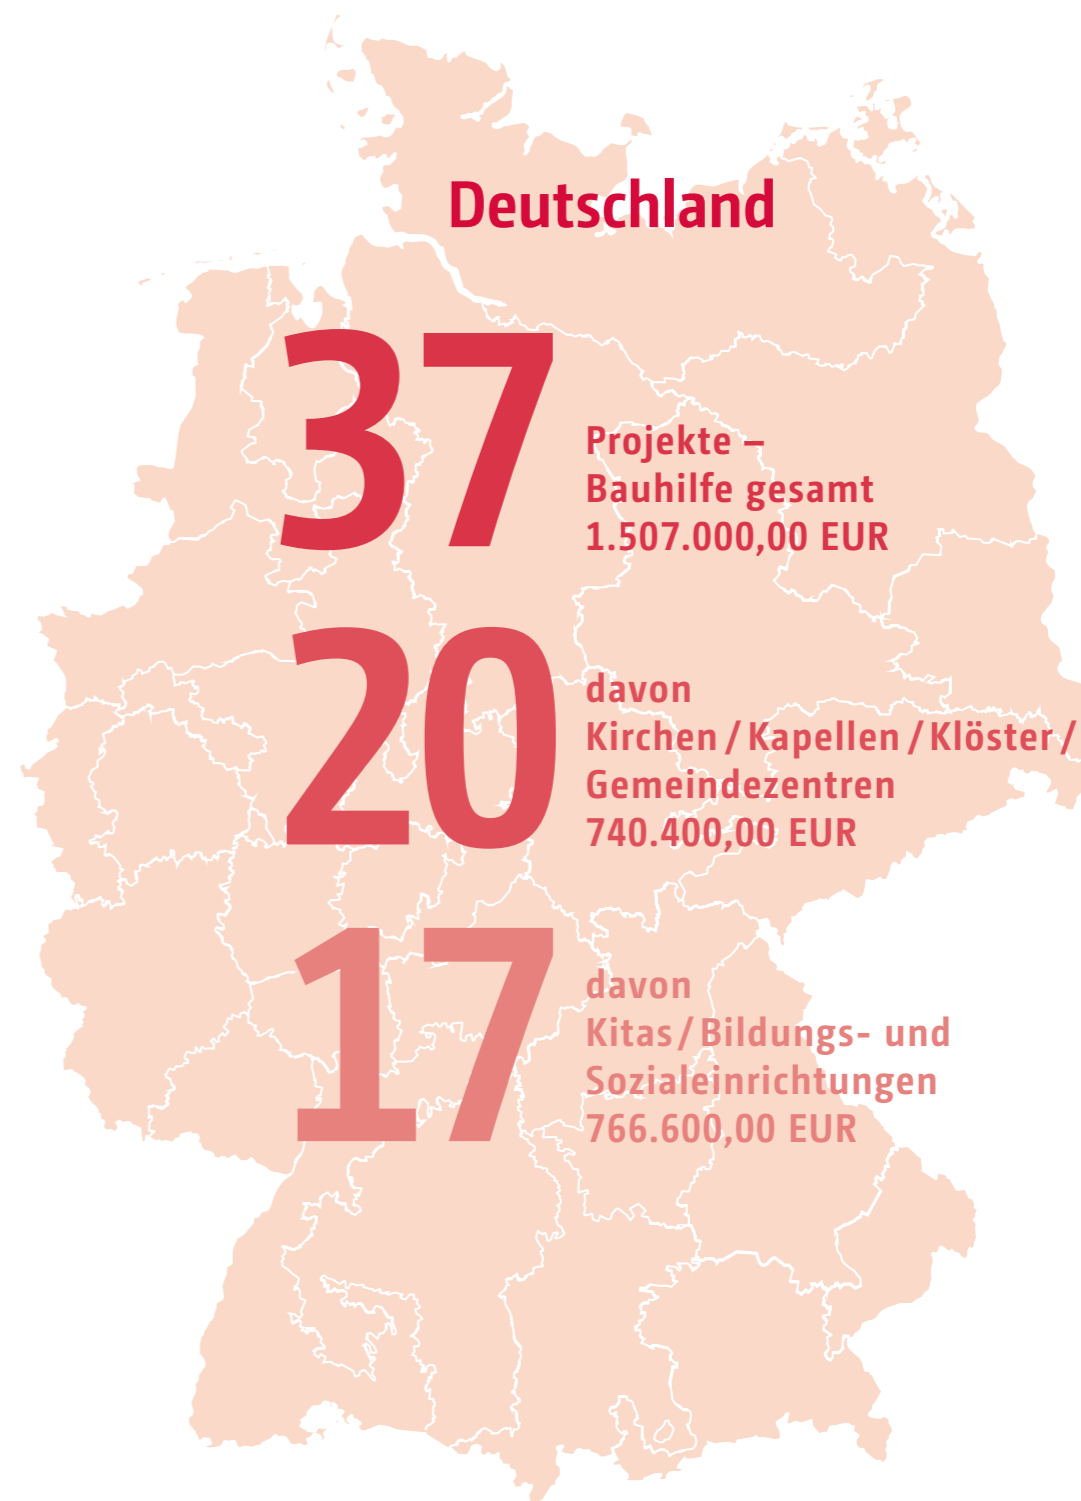 Deutschland
37
Projekte –
Bauhilfe gesamt
1.507.000,00 EUR
20
davon
Kirchen / Kapellen / Klöster /
Gemeindezentren
740.400,00 EUR
17
davon
Kitas / Bildungs- und
Sozialeinrichtungen
766.600,00 EUR